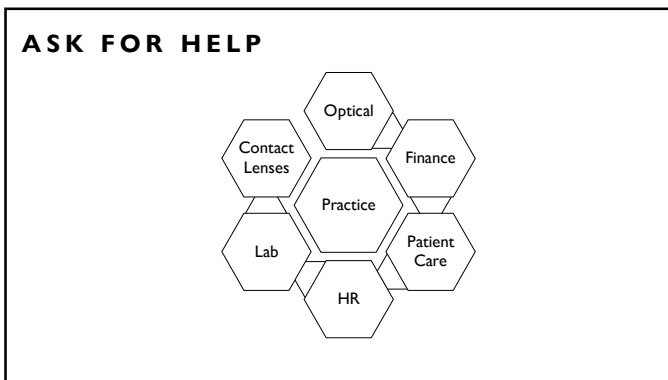 ASK FOR HELP
Optical
Contact
Lenses
Finance
Practice
Lab
Patient
Care
HR